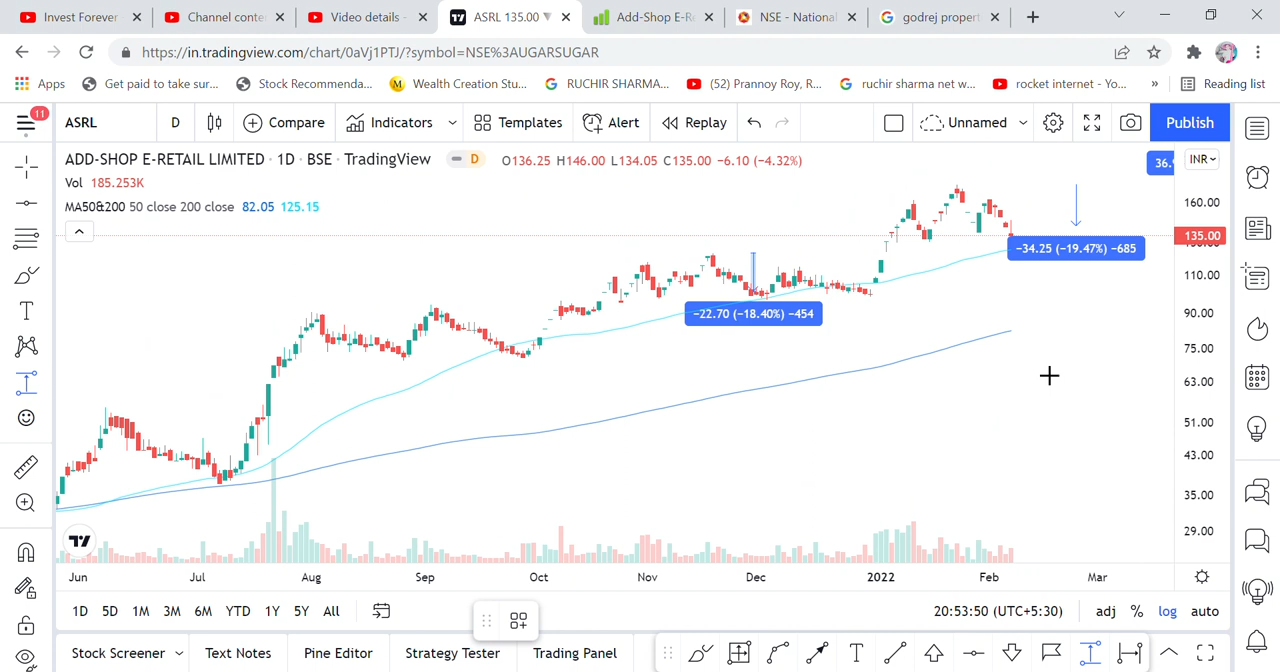 Invest Forever
Channel conte
Video details -
ASRL 135.00
Add-Shop E-R
NSE - National
godrej propert
https://in.tradingview.com/chart/0aVj1PTJ/?symbol=NSE%3AUGARSUGAR
Apps
Get paid to take sur...
Stock Recommenda...
M Wealth Creation Stu...
RUCHIR SHARMA...
(52) Prannoy Roy, R...
ruchir sharma net w...
rocket internet - Yo...
»
Reading list
11
ASRL
D
Compare
Indicators
Templates
Alert
Replay
Unnamed
Publish
ADD-SHOP E-RETAIL LIMITED · 1D · BSE · TradingView
D
O136.25 H146.00 L134.05 C135.00 −6.10 (−4.32%)
36.
INR
Vol 185.253K
MA50&200 50 close 200 close 82.05 125.15
160.00
135.00
−34.25 (−19.47%) −685
110.00
−22.70 (−18.40%) −454
90.00
75.00
63.00
51.00
43.00
35.00
29.00
Jun Jul Aug Sep Oct Nov Dec 2022 Feb Mar
1D 5D 1M 3M 6M YTD 1Y 5Y All
20:53:50 (UTC+5:30)
adj % log auto
Stock Screener
Text Notes
Pine Editor
Strategy Tester
Trading Panel